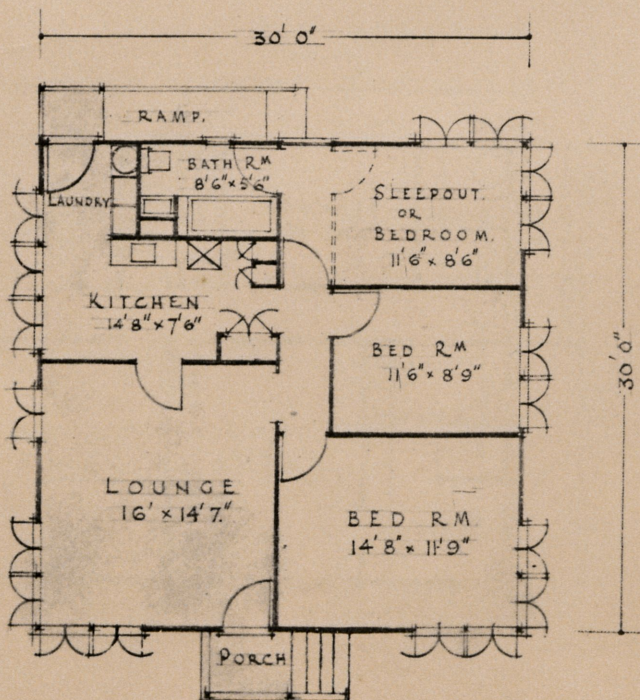 30' 0"
RAMP.
BATH RM
8'6" x 5'6"
LAUNDRY
SLEEPOUT
OR
BEDROOM.
11'6" x 8'6"
KITCHEN
14'8" x 7'6"
BED RM
11'6" x 8'9"
30' 0"
LOUNGE
16' x 14'7."
BED RM
14'8" x 11'9"
PORCH